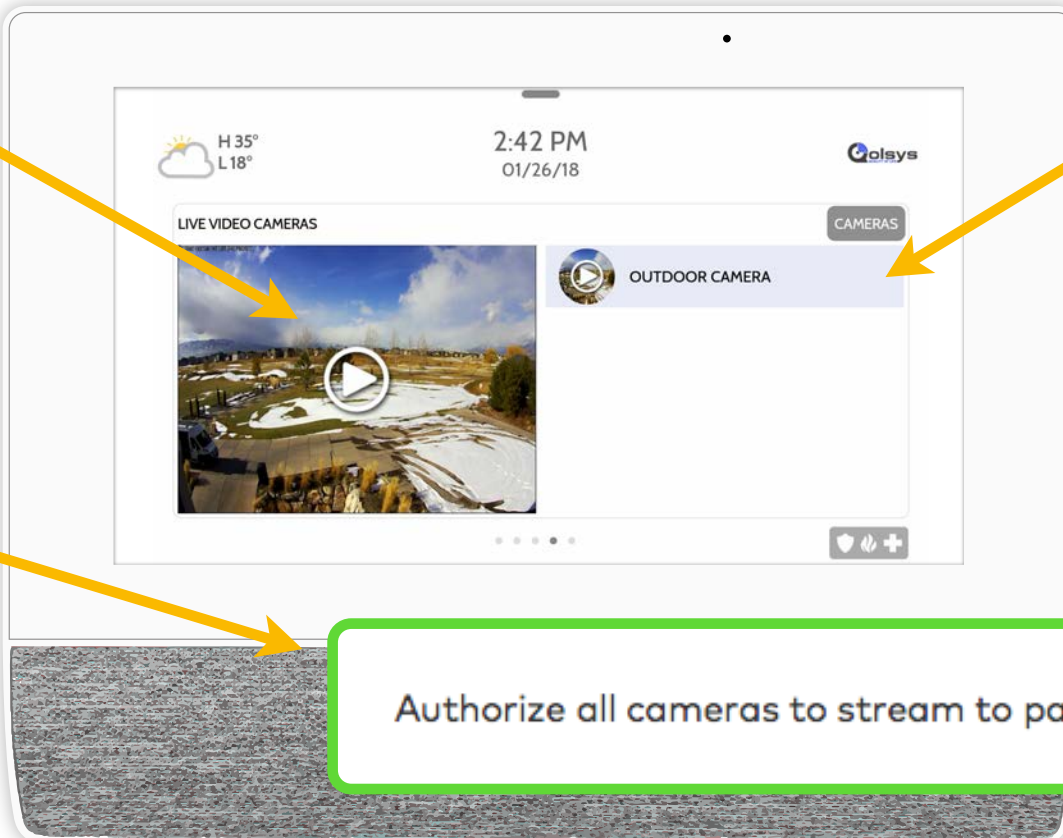 H 35°
L 18°
2:42 PM
01/26/18
Qolsys
LIVE VIDEO CAMERAS
CAMERAS
OUTDOOR CAMERA
Authorize all cameras to stream to pa